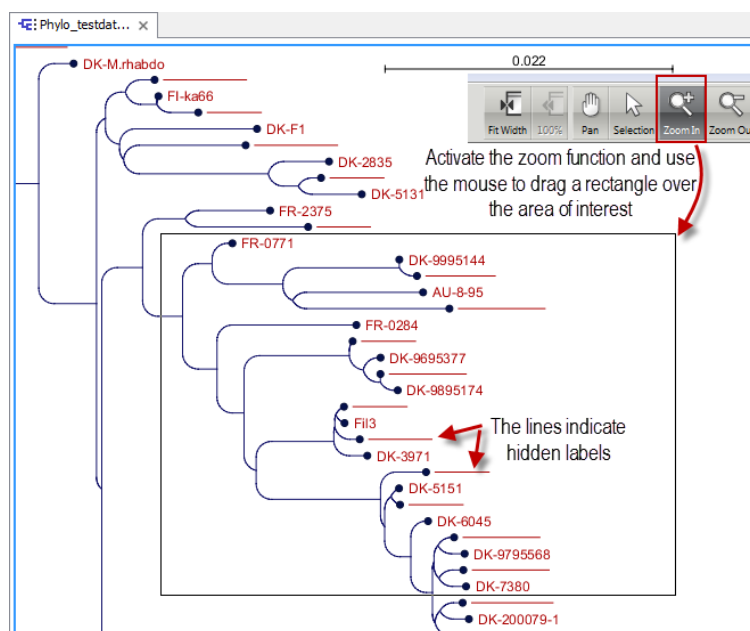 Phylo_testdat...
DK-M.rhabdo
0.022
FI-ka66
Fit Width 100% Pan Selection Zoom In Zoom Ou
DK-F1
Activate the zoom function and use
the mouse to drag a rectangle over
the area of interest
DK-2835
DK-5131
FR-2375
FR-0771
DK-9995144
AU-8-95
FR-0284
DK-9695377
DK-9895174
Fil3
The lines indicate
hidden labels
DK-3971
DK-5151
DK-6045
DK-9795568
DK-7380
DK-200079-1